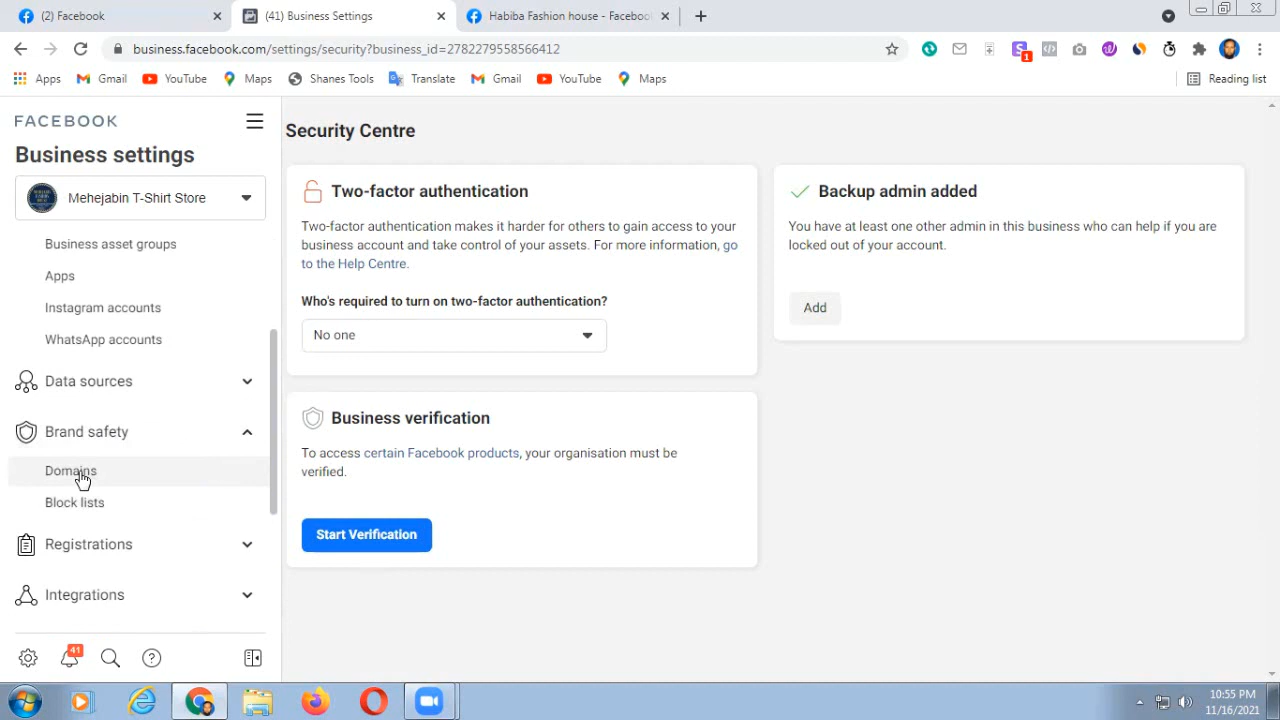 (2) Facebook
(41) Business Settings
Habiba Fashion house - Facebook
business.facebook.com/settings/security?business_id=2782279558566412
1
Apps
Gmail
YouTube
Maps
Shanes Tools
Translate
Gmail
YouTube
Maps
Reading list
FACEBOOK
Business settings
Mehejabin T-Shirt Store
Business asset groups
Apps
Instagram accounts
WhatsApp accounts
Data sources
Brand safety
Domains
Block lists
Registrations
Integrations
41
Security Centre
Two-factor authentication
Two-factor authentication makes it harder for others to gain access to your
business account and take control of your assets. For more information, go
to the Help Centre.
Who's required to turn on two-factor authentication?
No one
Backup admin added
You have at least one other admin in this business who can help if you are
locked out of your account.
Add
Business verification
To access certain Facebook products, your organisation must be
verified.
Start Verification
10:55 PM
11/16/2021